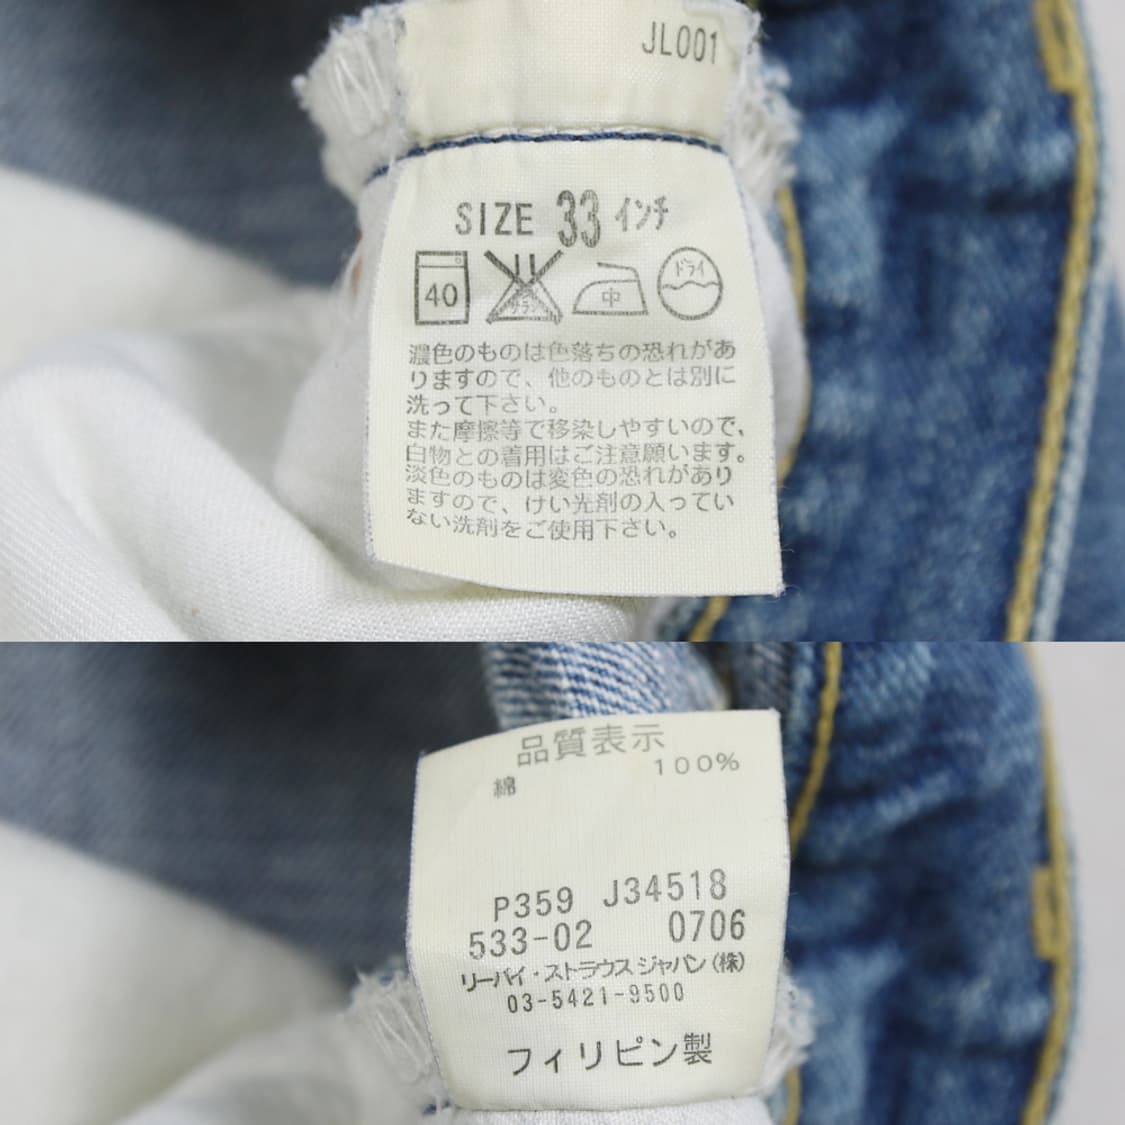 JL001
SIZE 33 インチ
40 サラシ 中 ドライ
濃色のものは色落ちの恐れがあ
りますので、他のものとは別に
洗って下さい。
また摩擦等で移染しやすいので、
白物との着用はご注意願います。
淡色のものは変色の恐れがあり
ますので、けい光剤の入ってい
ない洗剤をご使用下さい。
品質表示
綿 100%
P359 J34518
533-02 0706
リーバイ・ストラウス ジャパン(株)
03-5421-9500
フィリピン製